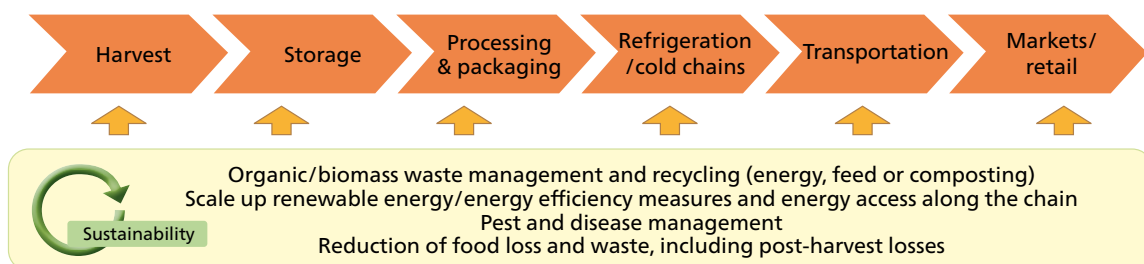 Harvest
Storage
Processing
& packaging
Refrigeration
/cold chains
Transportation
Markets/
retail
Organic/biomass waste management and recycling (energy, feed or composting)
Scale up renewable energy/energy efficiency measures and energy access along the chain
Pest and disease management
Reduction of food loss and waste, including post-harvest losses
Sustainability